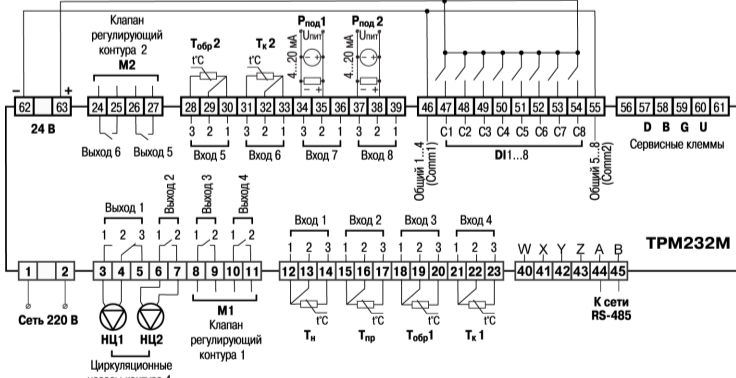 Клапан
регулирующий
контура 2
М2
Tобр2
t°C
Tк2
t°C
Pпод1
Uпит
4...20 мА
Pпод2
Uпит
4...20 мА
– +
62 63
24 В
24 25 26 27
Выход 6 Выход 5
28 29 30 31 32 33 34 35 36 37 38 39
3 2 1 3 2 1 3 2 1 3 2 1
Вход 5 Вход 6 Вход 7 Вход 8
46 47 48 49 50 51 52 53 54 55
Общий 1...4
(Comm1)
C1 C2 C3 C4 C5 C6 C7 C8
DI1...8
Общий 5...8
(Comm2)
56 57 58 59 60 61
D B G U
Сервисные клеммы
Выход 1
1 2 3
Выход 2
1 2
Выход 3
1 2
Выход 4
1 2
Вход 1 Вход 2 Вход 3 Вход 4
1 2 3 1 2 3 1 2 3 1 2 3
W X Y Z A B
ТРМ232М
1 2
3 4 5 6 7 8 9 10 11
12 13 14 15 16 17 18 19 20 21 22 23
40 41 42 43 44 45
Сеть 220 В
НЦ1 НЦ2
Циркуляционные
М1
Клапан
регулирующий
контура 1
t°C t°C t°C t°C
Tн Tпр Tобр1 Tк1
К сети
RS-485